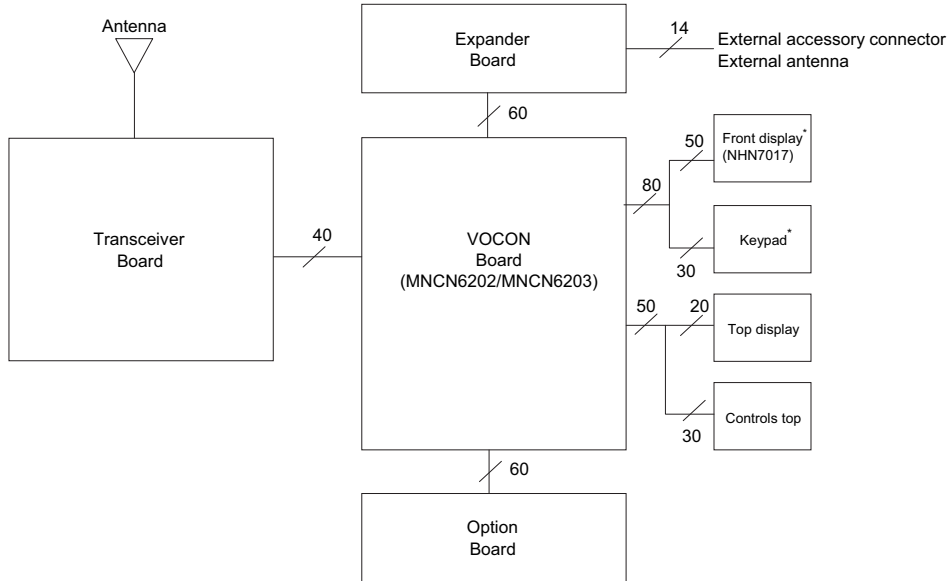 Antenna
Expander
Board
14
External accessory connector
External antenna
60
50
Front display*
(NHN7017)
80
Transceiver
Board
40
VOCON
Board
(MNCN6202/MNCN6203)
Keypad*
30
50
20
Top display
30
Controls top
60
Option
Board